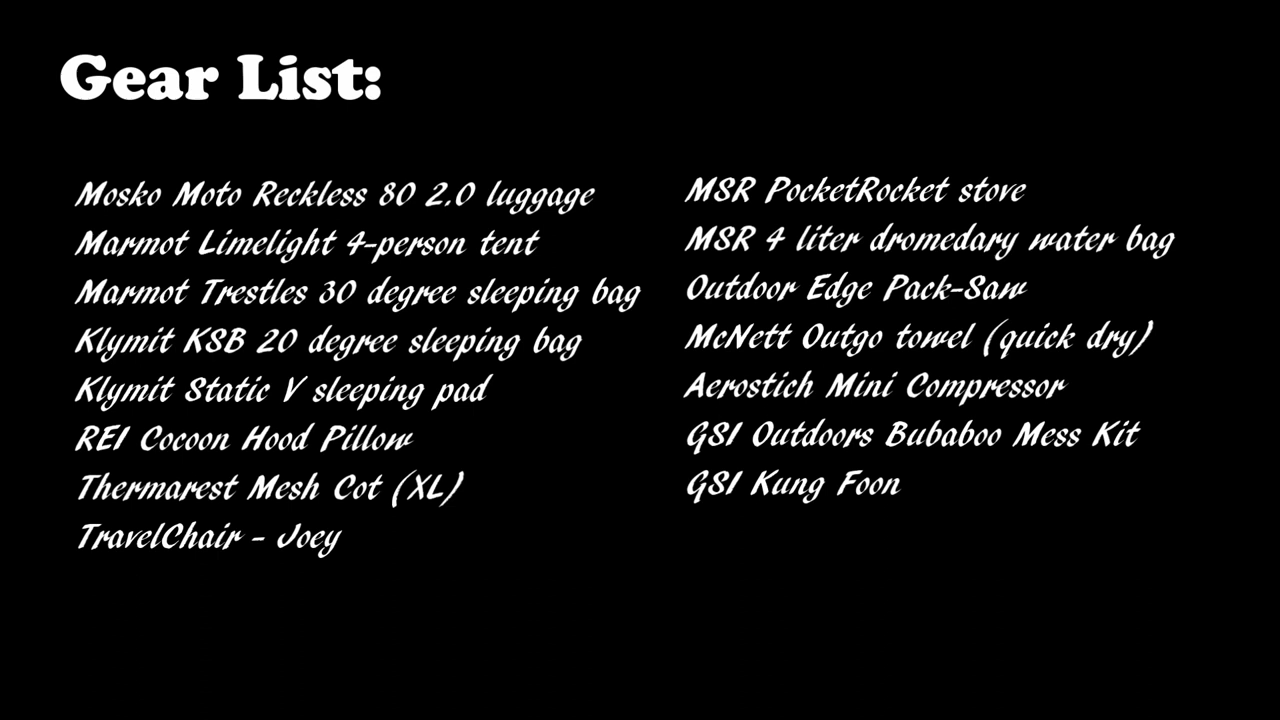 Gear List:
Mosko Moto Reckless 80 2.0 luggage
Marmot Limelight 4-person tent
Marmot Trestles 30 degree sleeping bag
Klymit KSB 20 degree sleeping bag
Klymit Static V sleeping pad
REI Cocoon Hood Pillow
Thermarest Mesh Cot (XL)
TravelChair - Joey
MSR PocketRocket stove
MSR 4 liter dromedary water bag
Outdoor Edge Pack-Saw
McNett Outgo towel (quick dry)
Aerostich Mini Compressor
GSI Outdoors Bubaboo Mess Kit
GSI Kung Foon